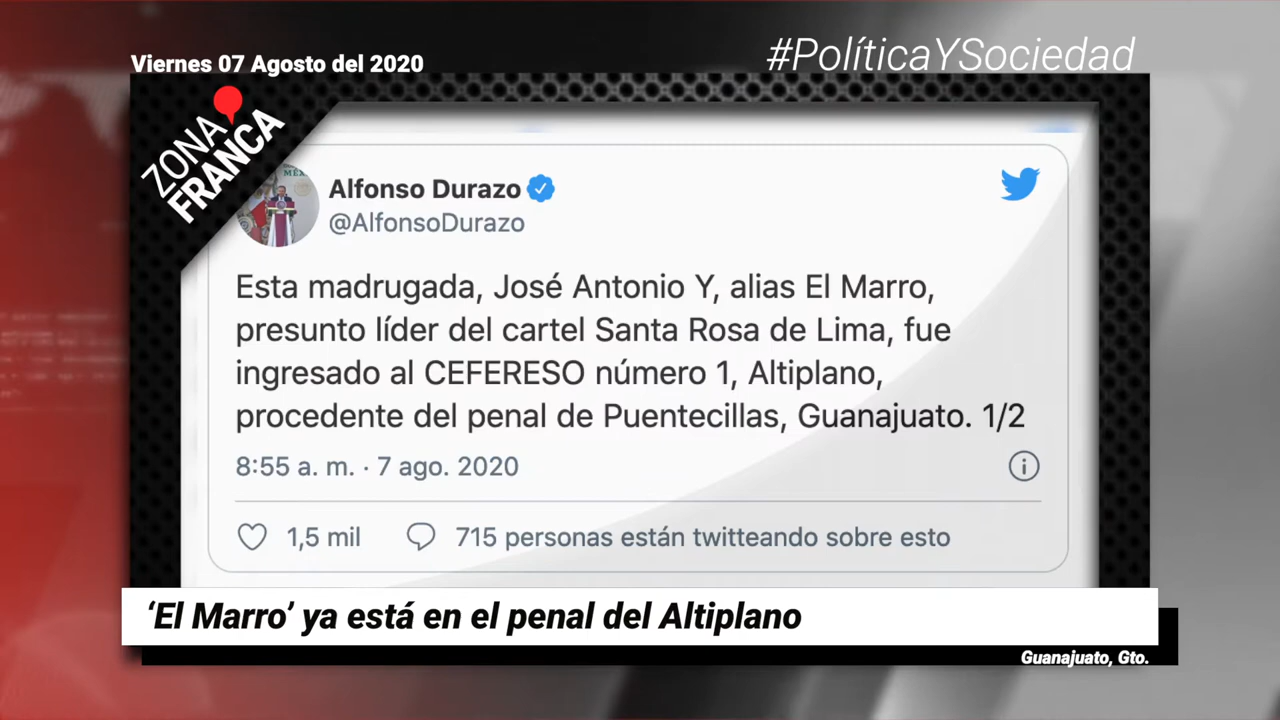 Viernes 07 Agosto del 2020
#PolíticaYSociedad
ZONA
FRANCA
MÉX
Alfonso Durazo
@AlfonsoDurazo
Esta madrugada, José Antonio Y, alias El Marro,
presunto líder del cartel Santa Rosa de Lima, fue
ingresado al CEFERESO número 1, Altiplano,
procedente del penal de Puentecillas, Guanajuato. 1/2
8:55 a. m. · 7 ago. 2020
1,5 mil
715 personas están twitteando sobre esto
‘El Marro’ ya está en el penal del Altiplano
Guanajuato, Gto.